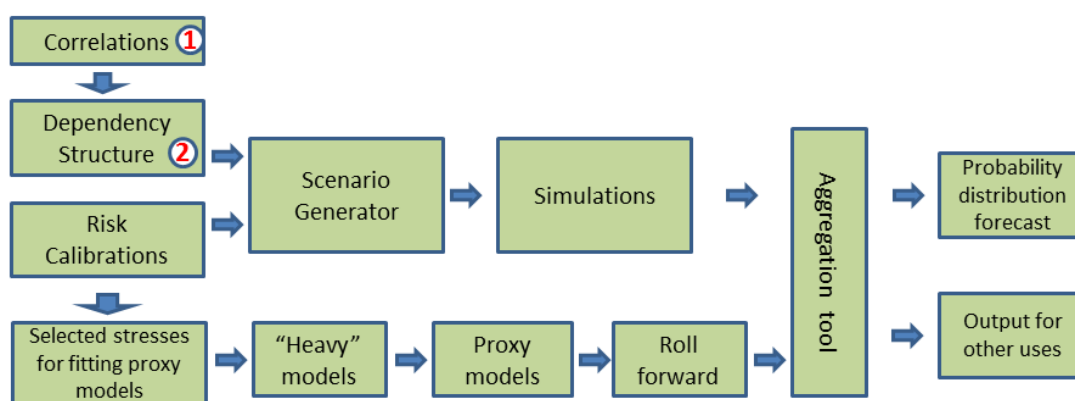 Correlations 1
Dependency
Structure 2
Risk
Calibrations
Scenario
Generator
Simulations
Aggregation tool
Probability
distribution
forecast
Selected stresses
for fitting proxy
models
“Heavy”
models
Proxy
models
Roll
forward
Output for
other uses